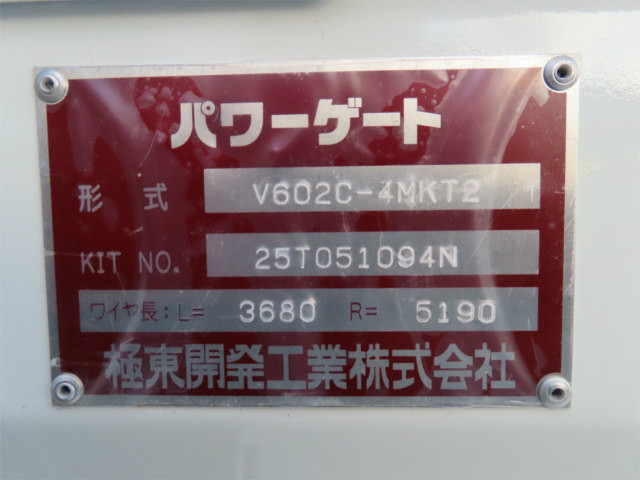 パワーゲート
形式 V602C-4MKT2
KIT NO. 25T051094N
ワイヤ長:L= 3680 R= 5190
極東開発工業株式会社